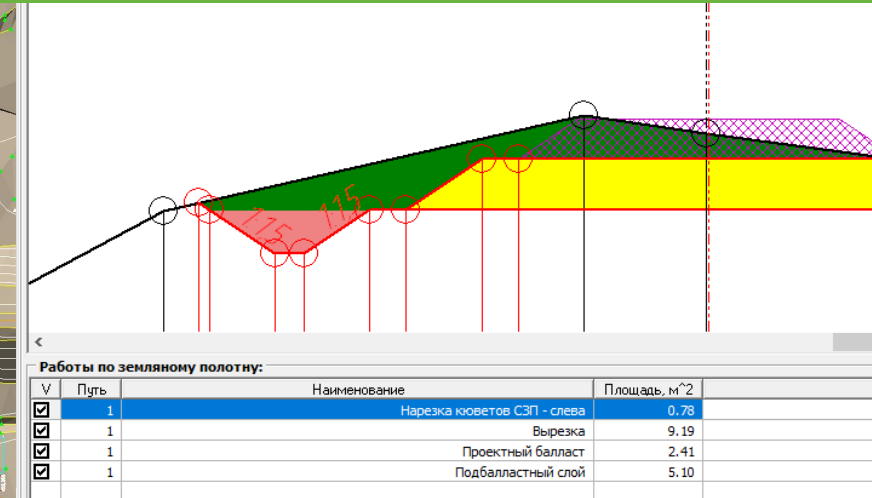 1:1.5
1:1.5
Работы по земляному полотну:
V Путь Наименование Площадь, м^2
1 Нарезка кюветов СЗП - слева 0.78
1 Вырезка 9.19
1 Проектный балласт 2.41
1 Подбалластный слой 5.10